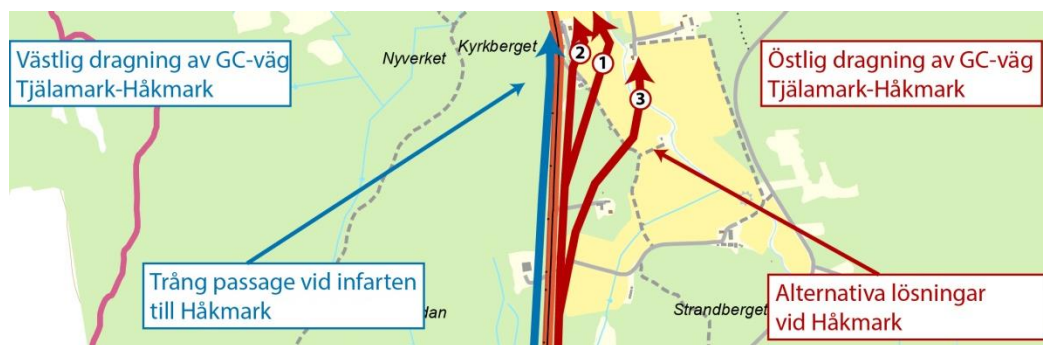 Västlig dragning av GC-väg
Tjälamark-Håkmark
Nyverket
Kyrkberget
2
1
3
Östlig dragning av GC-väg
Tjälamark-Håkmark
Trång passage vid infarten
till Håkmark
dan
Strandberget
Alternativa lösningar
vid Håkmark